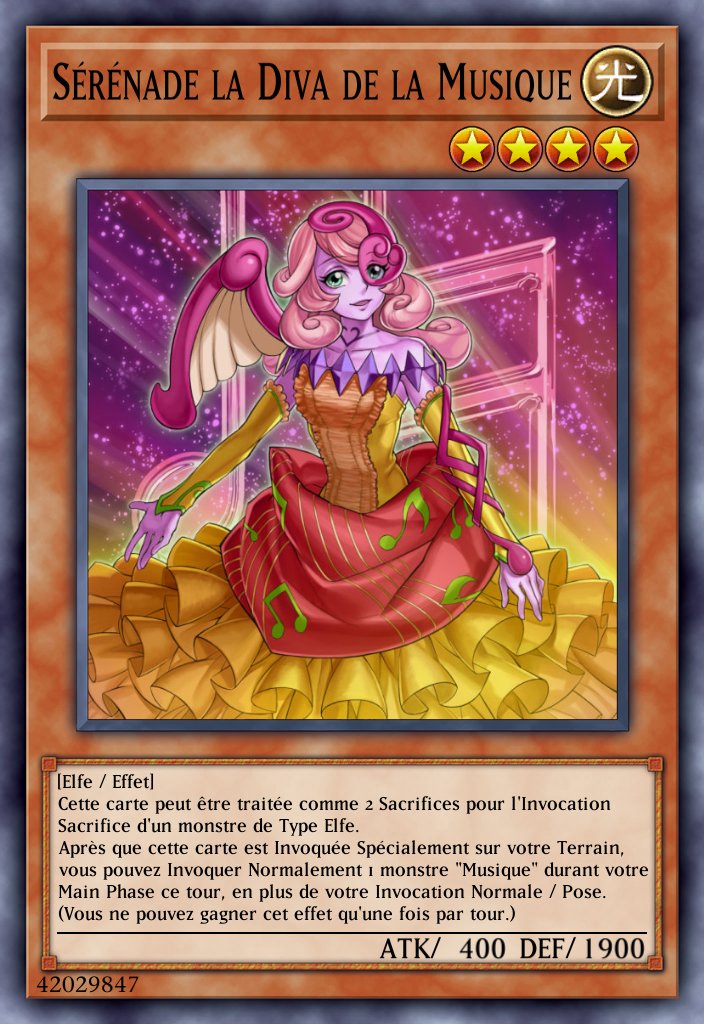 Sérénade la Diva de la Musique 光
[Elfe / Effet]
Cette carte peut être traitée comme 2 Sacrifices pour l'Invocation
Sacrifice d'un monstre de Type Elfe.
Après que cette carte est Invoquée Spécialement sur votre Terrain,
vous pouvez Invoquer Normalement 1 monstre "Musique" durant votre
Main Phase ce tour, en plus de votre Invocation Normale / Pose.
(Vous ne pouvez gagner cet effet qu'une fois par tour.)
ATK/ 400 DEF/ 1900
42029847